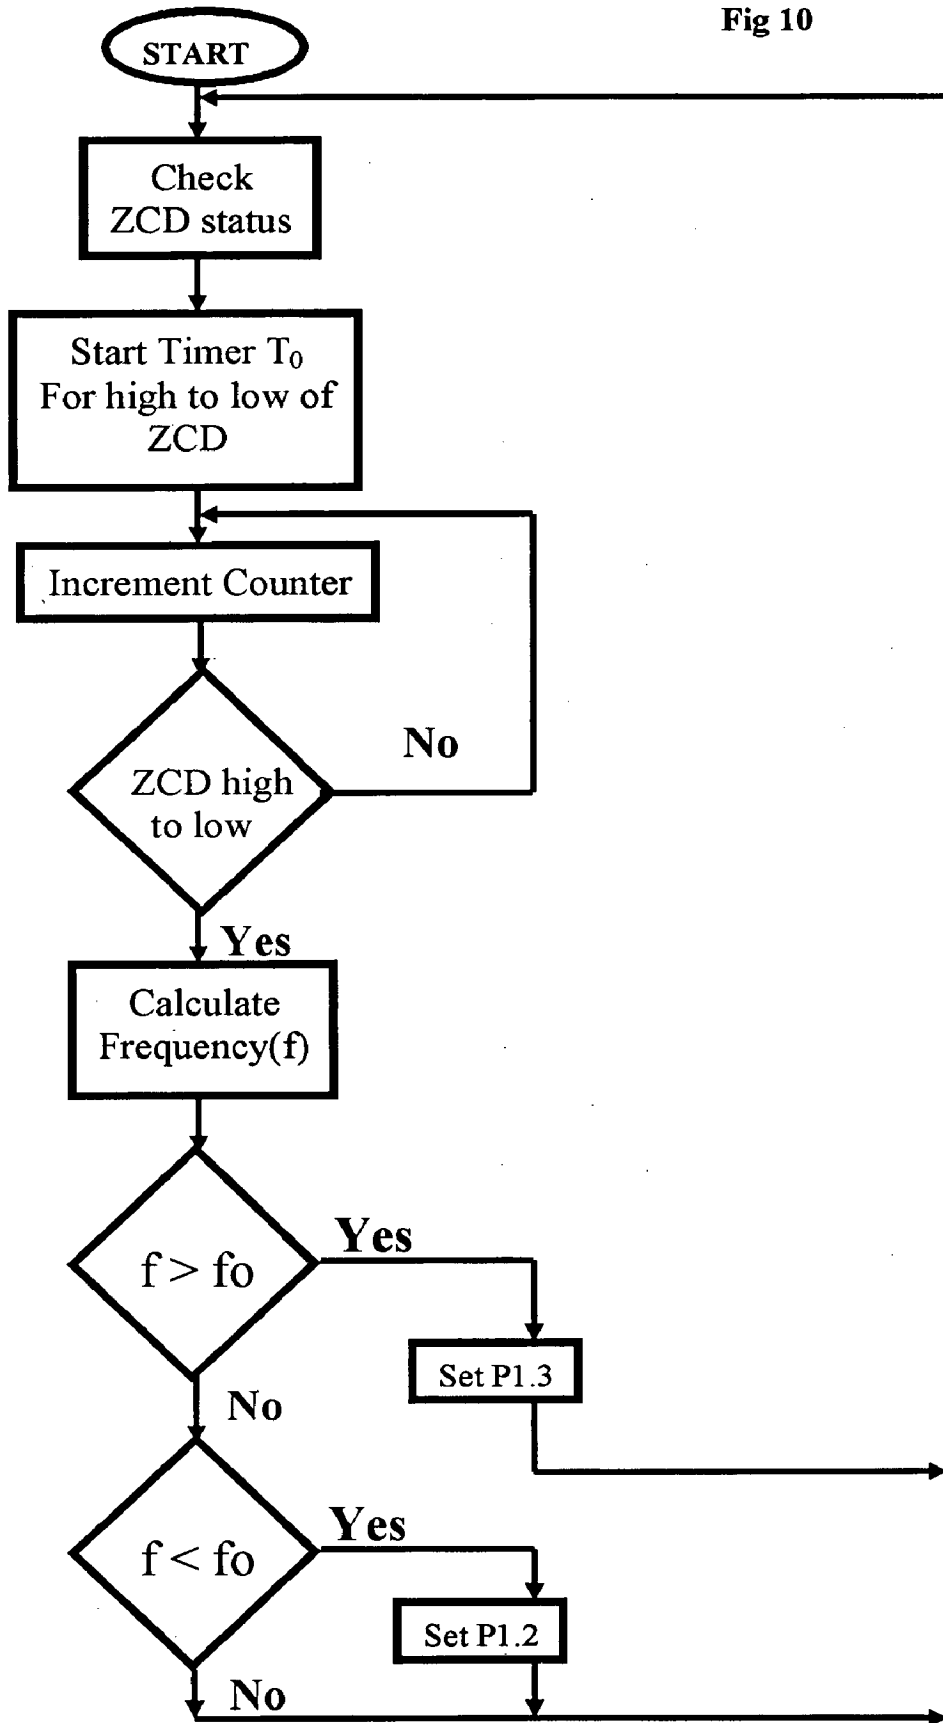 Fig 10
START
Check
ZCD status
Start Timer T₀
For high to low of
ZCD
Increment Counter
No
ZCD high
to low
Yes
Calculate
Frequency(f)
Yes
f > fo
Set P1.3
No
Yes
f < fo
Set P1.2
No